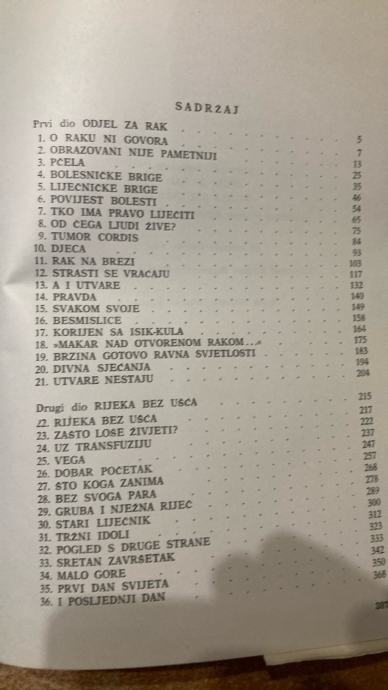 SADRŽAJ
Prvi dio ODJEL ZA RAK . . . . . 5
1. O RAKU NI GOVORA . . . . . 7
2. OBRAZOVANI NIJE PAMETNIJI . . . . . 13
3. PČELA . . . . . 25
4. BOLESNIČKE BRIGE . . . . . 35
5. LIJEČNIČKE BRIGE . . . . . 46
6. POVIJEST BOLESTI . . . . . 54
7. TKO IMA PRAVO LIJEČITI . . . . . 65
8. OD ČEGA LJUDI ŽIVE? . . . . . 75
9. TUMOR CORDIS . . . . . 84
10. DJECA . . . . . 93
11. RAK NA BREZI . . . . . 103
12. STRASTI SE VRAĆAJU . . . . . 117
13. A I UTVARE . . . . . 132
14. PRAVDA . . . . . 140
15. SVAKOM SVOJE . . . . . 149
16. BESMISLICE . . . . . 158
17. KORIJEN SA ISIK-KULA . . . . . 164
18. »MAKAR NAD OTVORENOM RAKOM...« . . . . . 175
19. BRZINA GOTOVO RAVNA SVJETLOSTI . . . . . 183
20. DIVNA SJEĆANJA . . . . . 194
21. UTVARE NESTAJU . . . . . 204
Drugi dio RIJEKA BEZ UŠĆA . . . . . 215
22. RIJEKA BEZ UŠĆA . . . . . 217
23. ZAŠTO LOŠE ŽIVJETI? . . . . . 222
24. UZ TRANSFUZIJU . . . . . 237
25. VEGA . . . . . 247
26. DOBAR POČETAK . . . . . 257
27. ŠTO KOGA ZANIMA . . . . . 268
28. BEZ SVOGA PARA . . . . . 278
29. GRUBA I NJEŽNA RIJEČ . . . . . 289
30. STARI LIJEČNIK . . . . . 300
31. TRŽNI IDOLI . . . . . 312
32. POGLED S DRUGE STRANE . . . . . 323
33. SRETAN ZAVRŠETAK . . . . . 333
34. MALO GORE . . . . . 342
35. PRVI DAN SVIJETA . . . . . 350
36. I POSLJEDNJI DAN . . . . . 368